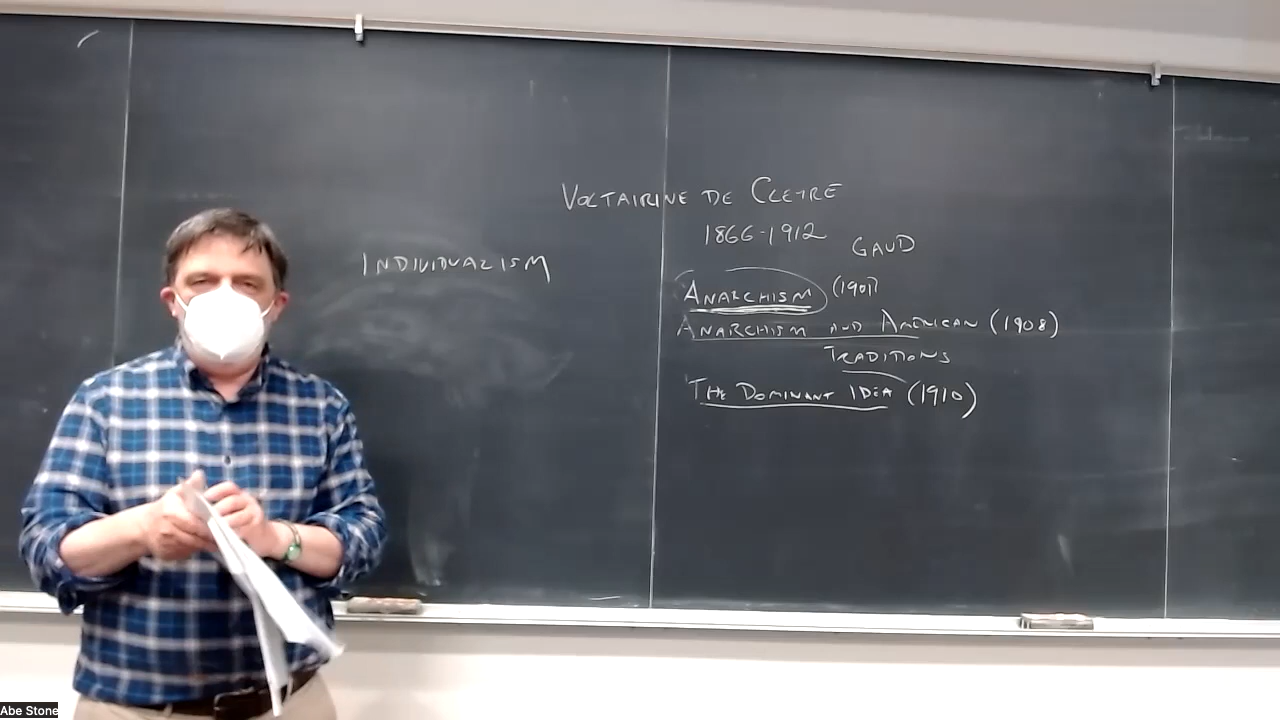 VOLTAIRINE DE CLEYRE
1866-1912
GAUD
INDIVIDUALISM
ANARCHISM (1901)
ANARCHISM AND AMERICAN (1908)
TRADITIONS
THE DOMINANT IDEA (1910)
Abe Stone